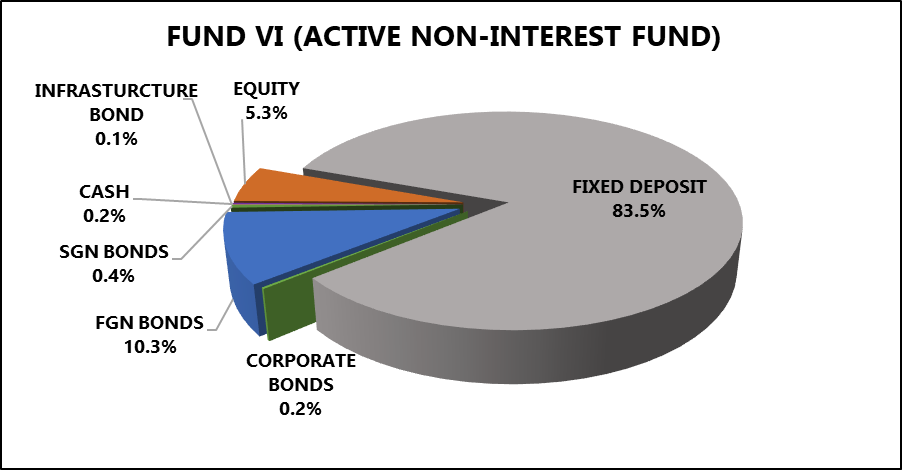 FUND VI (ACTIVE NON-INTEREST FUND)
INFRASTURCTURE
BOND
0.1%
EQUITY
5.3%
FIXED DEPOSIT
83.5%
CASH
0.2%
SGN BONDS
0.4%
FGN BONDS
10.3%
CORPORATE
BONDS
0.2%